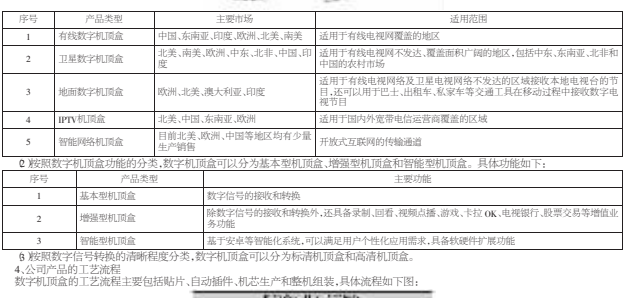 序号 产品类型 主要市场 适用范围
1 有线数字机顶盒 中国、东南亚、印度、欧洲、北美、南美 适用于有线电视网覆盖的地区
2 卫星数字机顶盒 北美、南美、欧洲、中东、北非、中国、印度 适用于有线电视网不发达、覆盖面积广阔的地区,包括中东、东南亚、北非和中国的农村市场
3 地面数字机顶盒 欧洲、北美、澳大利亚、印度 适用于有线电视网络及卫星电视网络不发达的区域接收本地电视台的节目,还可以用于巴士、出租车、私家车等交通工具在移动过程中接收数字电视节目
4 IPTV机顶盒 北美、中国、东南亚、欧洲 适用于国内外宽带电信运营商覆盖的区域
5 智能网络机顶盒 目前北美、欧洲、中国等地区均有少量生产销售 开放式互联网的传输通道
(2)按照数字机顶盒功能的分类,数字机顶盒可以分为基本型机顶盒、增强型机顶盒和智能型机顶盒。具体功能如下:
序号 产品类型 主要功能
1 基本型机顶盒 数字信号的接收和转换
2 增强型机顶盒 除数字信号的接收和转换外,还具备录制、回看、视频点播、游戏、卡拉OK、电视银行、股票交易等增值业务功能
3 智能型机顶盒 基于安卓等智能化系统,可以满足用户个性化应用需求,具备软硬件扩展功能
(3)按照数字信号转换的清晰程度分类,数字机顶盒可以分为标清机顶盒和高清机顶盒。
4、公司产品的工艺流程
数字机顶盒的工艺流程主要包括贴片、自动插件、机芯生产和整机组装,具体流程如下图: